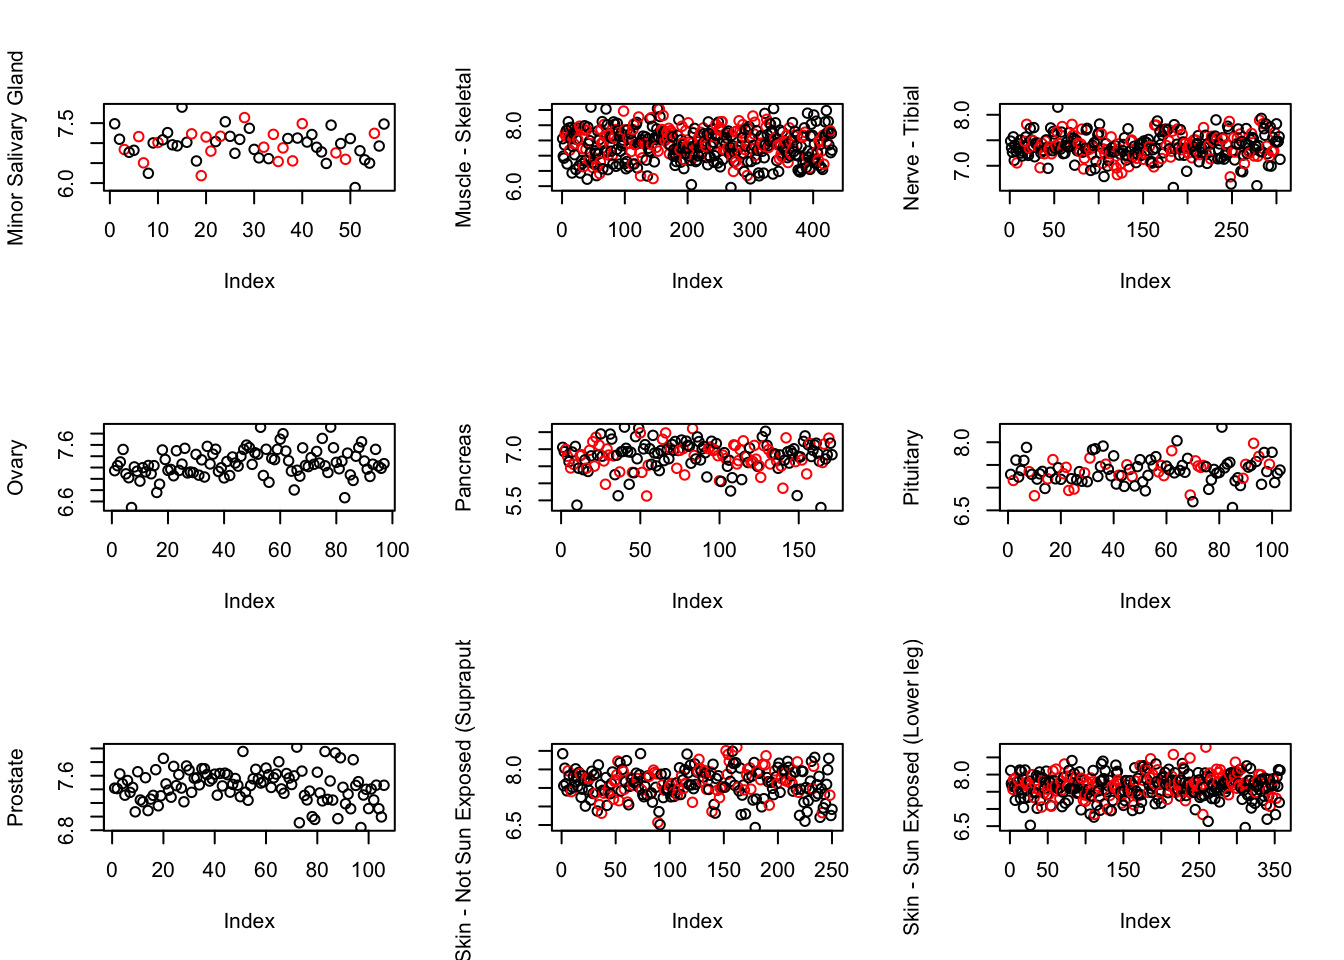 Minor Salivary Gland
7.5
6.0
0 10 20 30 40 50
Index
Muscle - Skeletal
8.0
6.0
0 100 200 300 400
Index
Nerve - Tibial
8.0
7.0
0 50 150 250
Index
Ovary
7.6
6.6
0 20 40 60 80 100
Index
Pancreas
7.0
5.5
0 50 100 150
Index
Pituitary
8.0
6.5
0 20 40 60 80 100
Index
Prostate
7.6
6.8
0 20 40 60 80 100
Index
Skin - Not Sun Exposed (Suprapub
8.0
6.5
0 50 100 150 200 250
Index
Skin - Sun Exposed (Lower leg)
8.0
6.5
0 50 150 250 350
Index